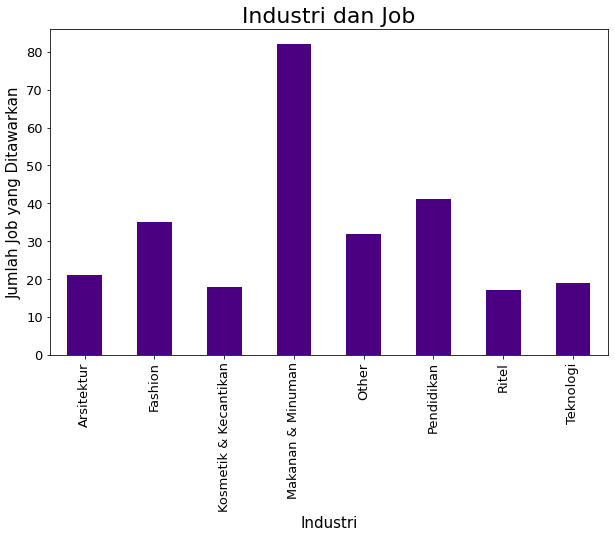 Industri dan Job
Jumlah Job yang Ditawarkan
80
70
60
50
40
30
20
10
0
Arsitektur
Fashion
Kosmetik & Kecantikan
Makanan & Minuman
Other
Pendidikan
Ritel
Teknologi
Industri